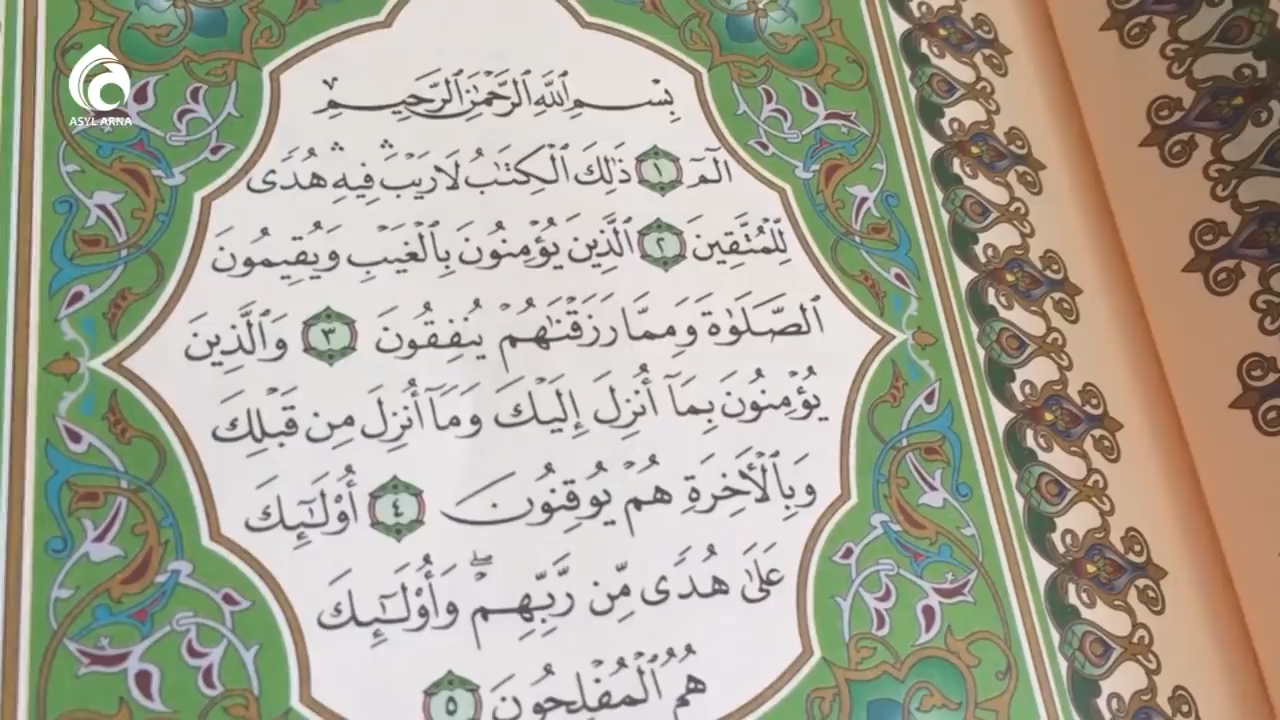 ASYL ARNA
بِسْمِ ٱللَّهِ ٱلرَّحْمَٰنِ ٱلرَّحِيمِ
الٓمٓ ١ ذَٰلِكَ ٱلْكِتَٰبُ لَا رَيْبَ ۛ فِيهِ ۛ هُدًى
لِّلْمُتَّقِينَ ٢ ٱلَّذِينَ يُؤْمِنُونَ بِٱلْغَيْبِ وَيُقِيمُونَ
ٱلصَّلَوٰةَ وَمِمَّا رَزَقْنَٰهُمْ يُنفِقُونَ ٣ وَٱلَّذِينَ
يُؤْمِنُونَ بِمَآ أُنزِلَ إِلَيْكَ وَمَآ أُنزِلَ مِن قَبْلِكَ
وَبِٱلْأَخِرَةِ هُمْ يُوقِنُونَ ٤ أُو۟لَٰٓئِكَ
عَلَىٰ هُدًى مِّن رَّبِّهِمْ ۖ وَأُو۟لَٰٓئِكَ
هُمُ ٱلْمُفْلِحُونَ ٥